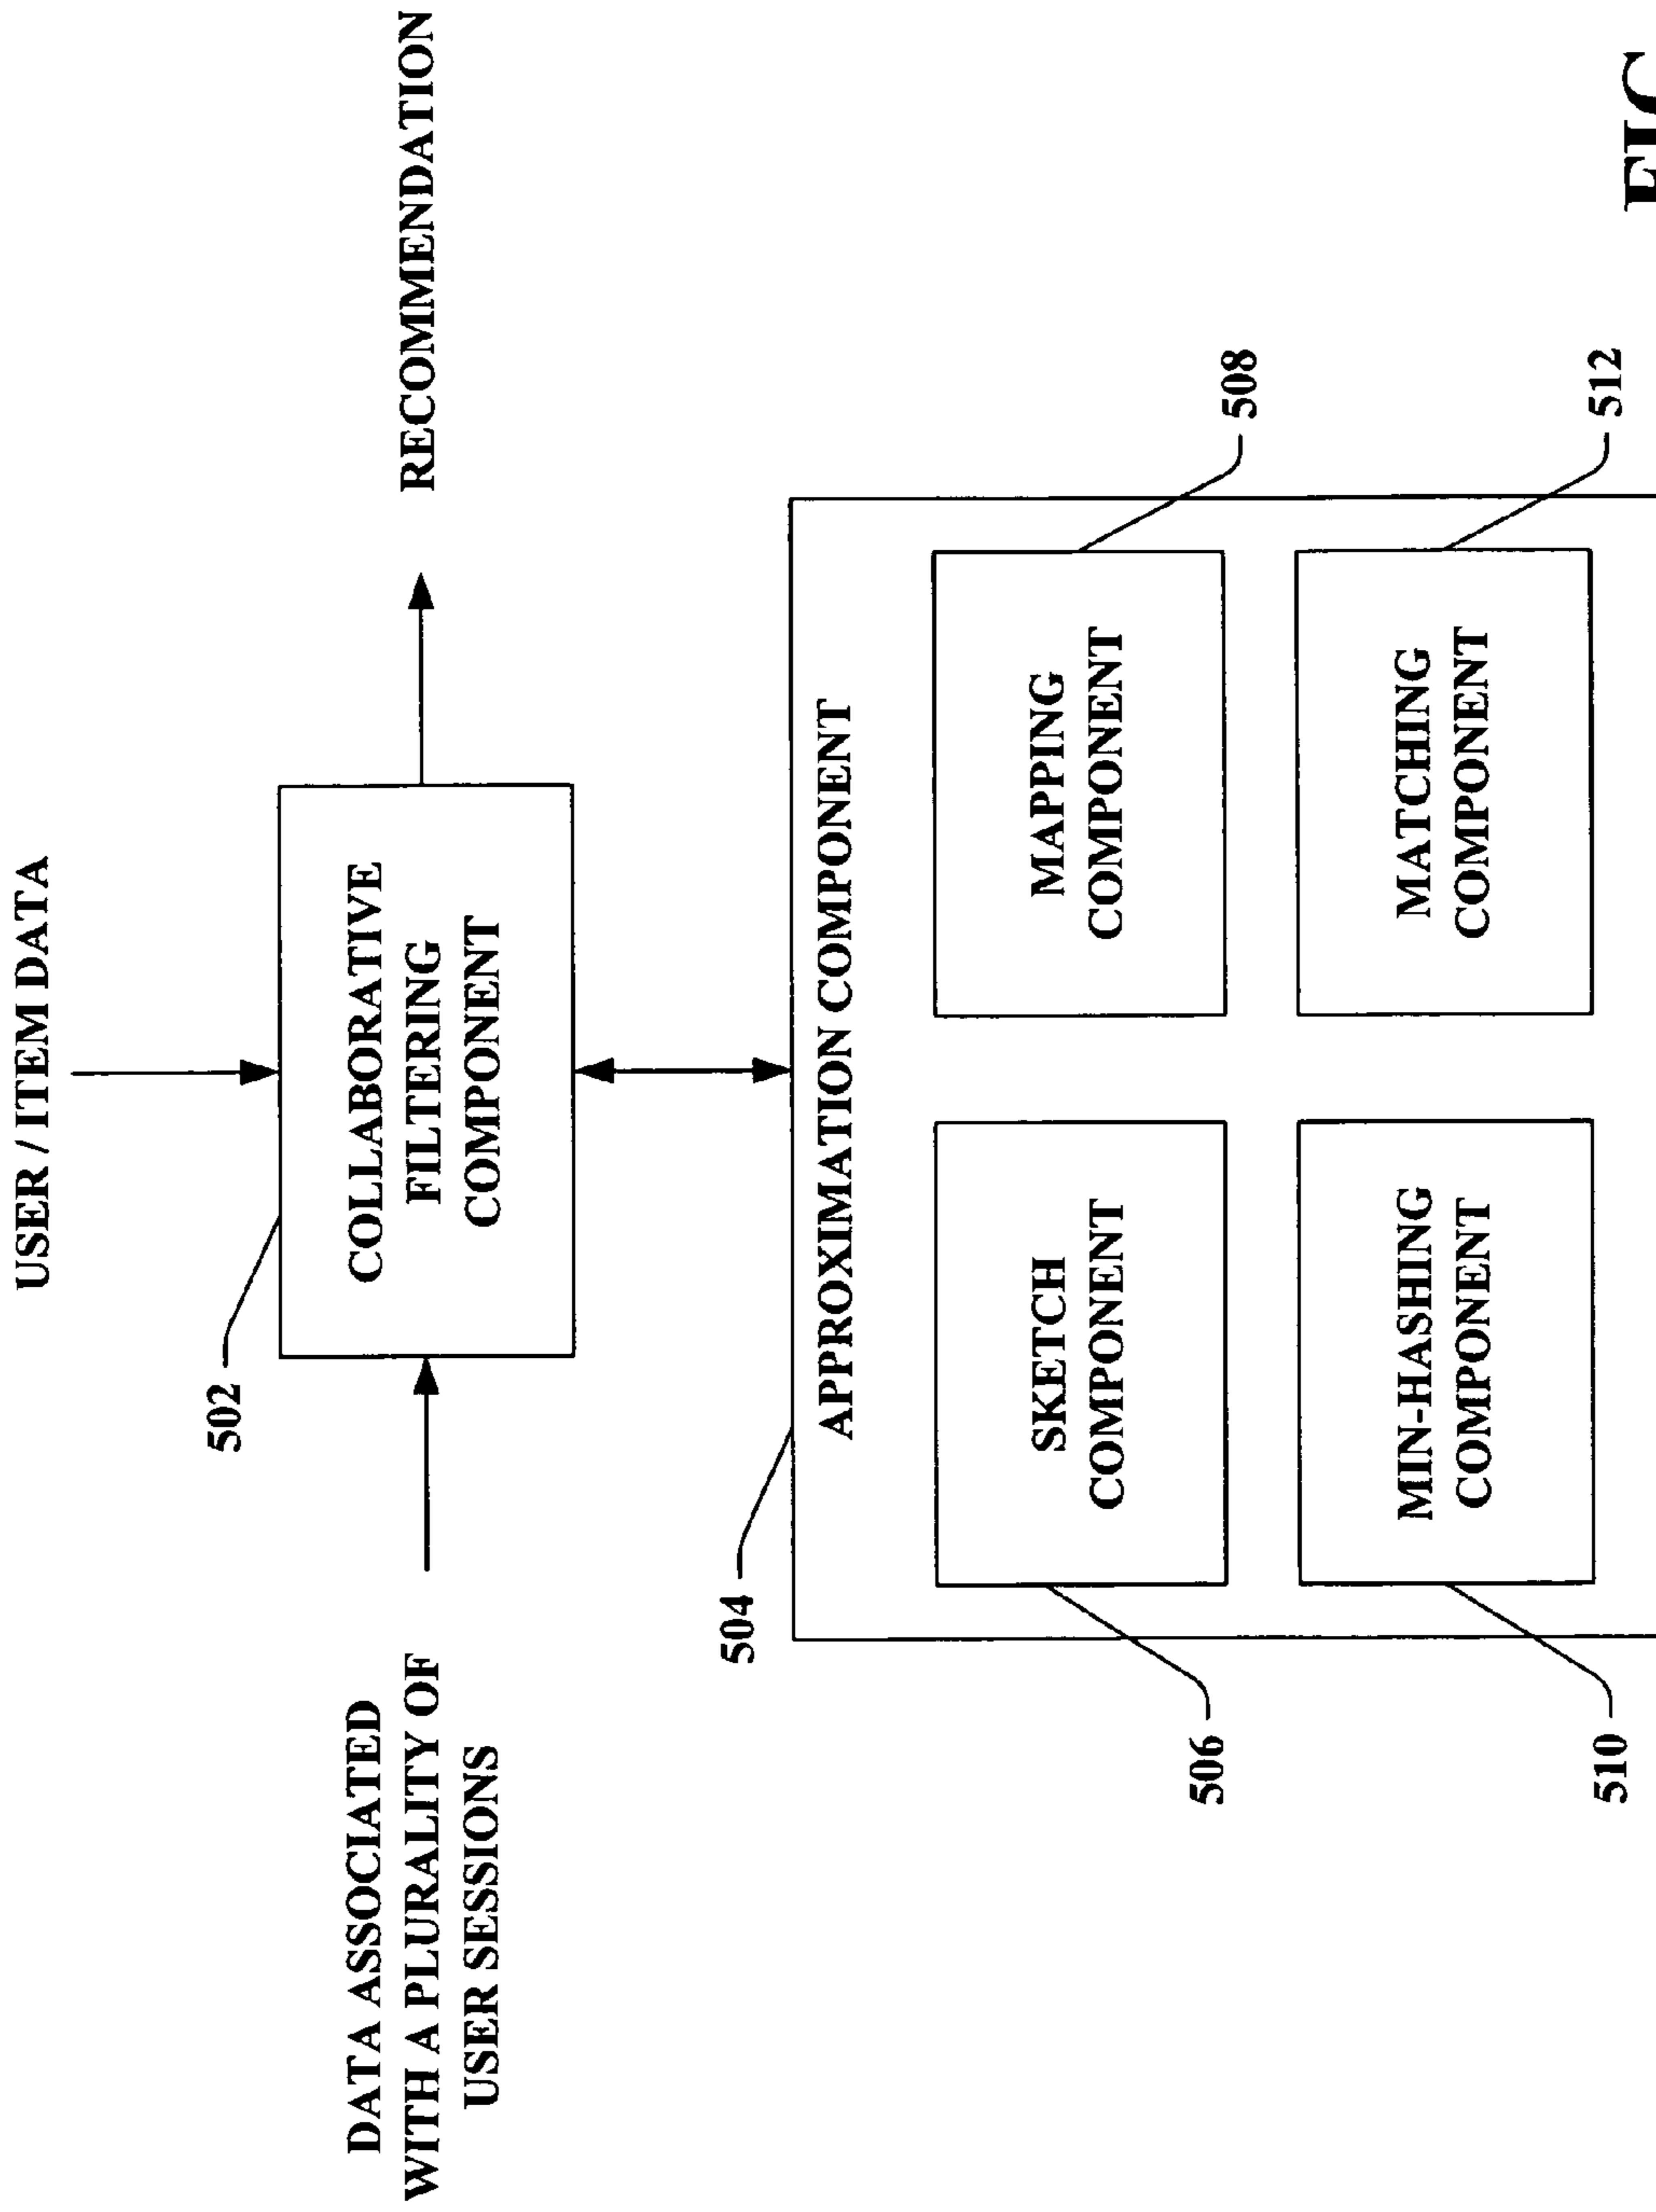 USER / ITEM DATA
502
COLLABORATIVE
FILTERING
COMPONENT
DATA ASSOCIATED
WITH A PLURALITY OF
USER SESSIONS
RECOMMENDATION
504
APPROXIMATION COMPONENT
SKETCH
COMPONENT
MAPPING
COMPONENT
506
508
MIN-HASHING
COMPONENT
MATCHING
COMPONENT
510
512